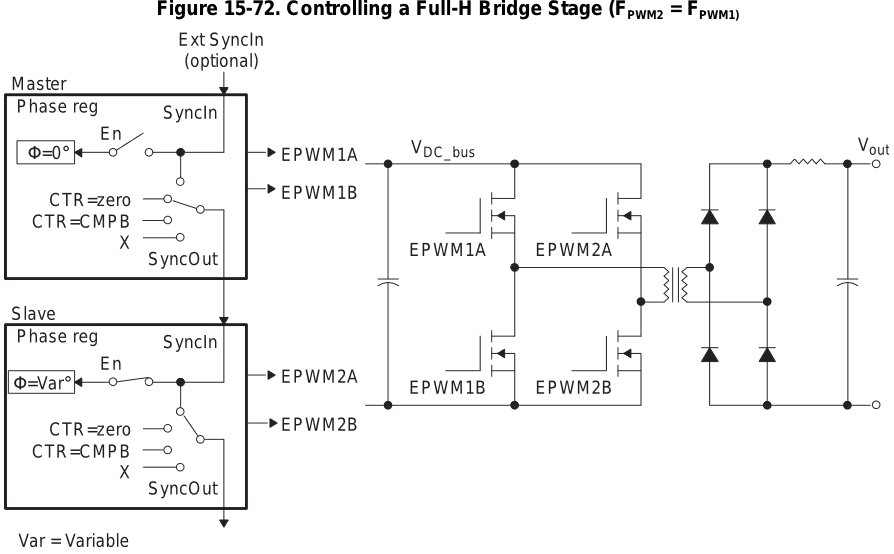 Figure 15-72. Controlling a Full-H Bridge Stage (FPWM2 = FPWM1)
Ext SyncIn
(optional)
Master
Phase reg
SyncIn
En
Φ=0°
CTR=zero
CTR=CMPB
X
SyncOut
EPWM1A
EPWM1B
Slave
Phase reg
SyncIn
En
Φ=Var°
CTR=zero
CTR=CMPB
X
SyncOut
EPWM2A
EPWM2B
VDC_bus
Vout
EPWM1A
EPWM2A
EPWM1B
EPWM2B
Var = Variable